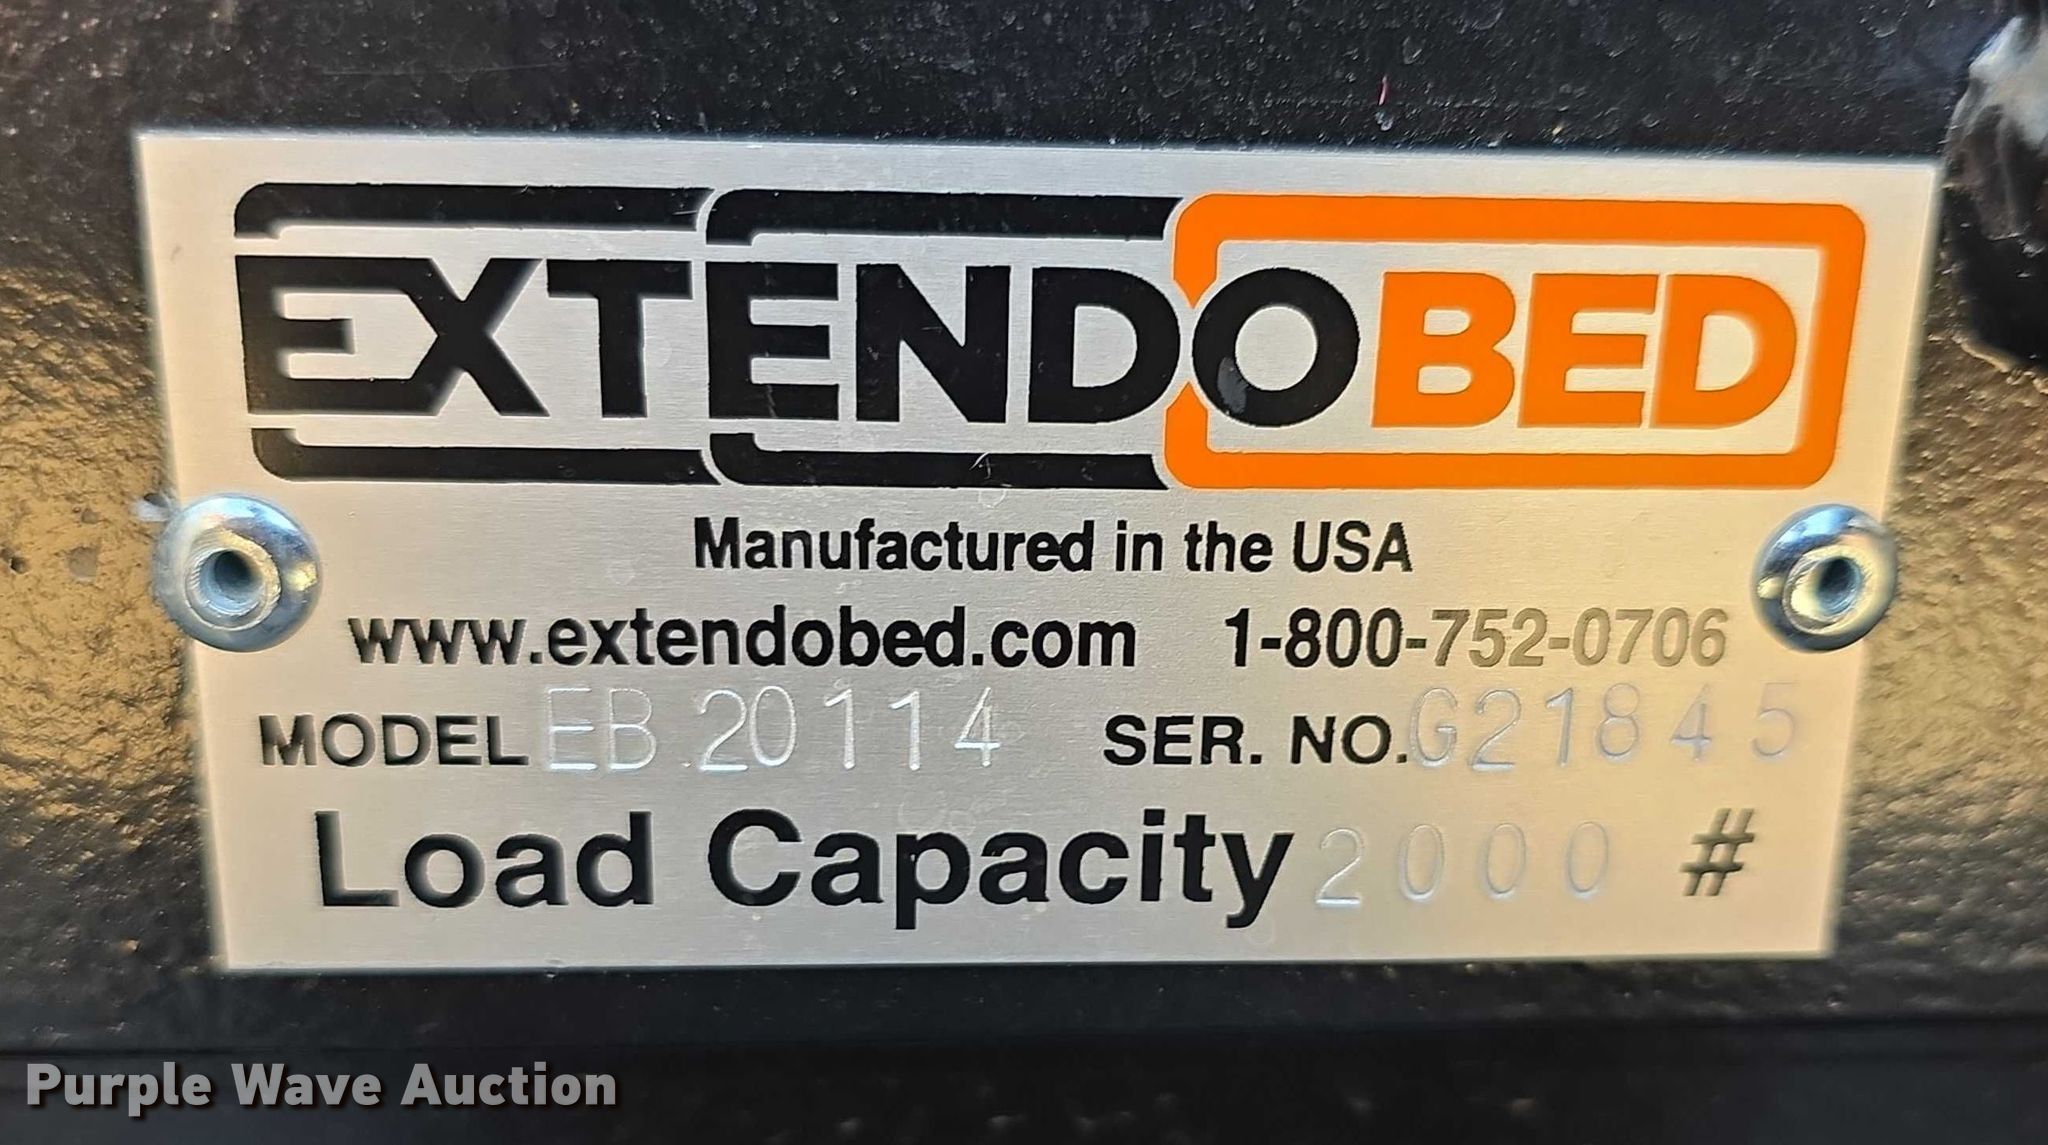 EXTENDOBED
Manufactured in the USA
www.extendobed.com 1-800-752-0706
MODEL EB 20114 SER. NO. G21845
Load Capacity 2000 #
Purple Wave Auction